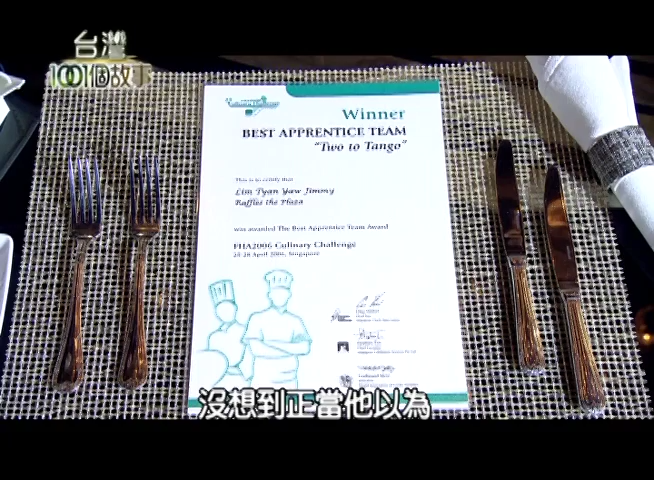 台灣
1001個故事
Winner
BEST APPRENTICE TEAM
"Two to Tango"
This is to certify that
Lim Tyan Yaw Jimmy
Raffles the Plaza
was awarded The Best Apprentice Team Award
FHA2006 Culinary Challenge
25-28 April 2006, Singapore
沒想到正當他以為